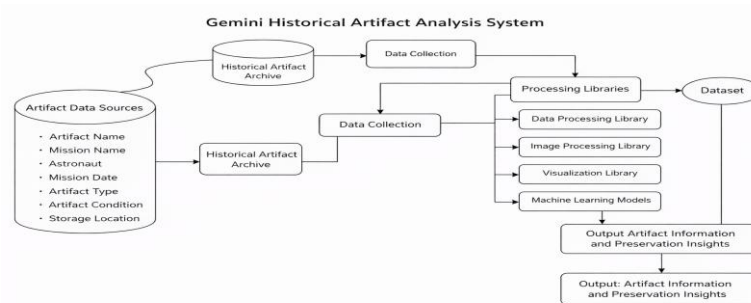 Gemini Historical Artifact Analysis System
Historical Artifact
Archive
Data Collection
Processing Libraries
Dataset
Artifact Data Sources
· Artifact Name
· Mission Name
· Astronaut
· Mission Date
· Artifact Type
· Artifact Condition
· Storage Location
Historical Artifact
Archive
Data Collection
Data Processing Library
Image Processing Library
Visualization Library
Machine Learning Models
Output Artifact Information
and Preservation Insights
Output: Artifact Information
and Preservation Insights